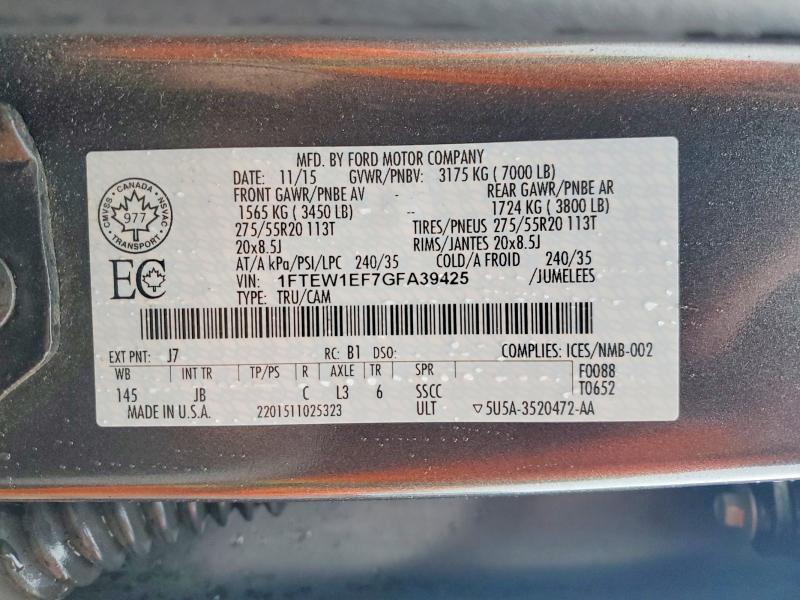 MFD. BY FORD MOTOR COMPANY
DATE: 11/15 GVWR/PNBV: 3175 KG ( 7000 LB)
FRONT GAWR/PNBE AV - REAR GAWR/PNBE AR
1565 KG ( 3450 LB) -- 1724 KG ( 3800 LB)
275/55R20 113T TIRES/PNEUS 275/55R20 113T
20x8.5J RIMS/JANTES 20x8.5J
AT/A kPa/PSI/LPC 240/35 COLD/A FROID 240/35
VIN: 1FTEW1EF7GFA39425 /JUMELEES
TYPE: TRU/CAM
CMVSS CANADA NSVAC
977
TRANSPORT
EC
EXT PNT: J7 RC: B1 DSO: COMPLIES: ICES/NMB-002
WB INT TR TP/PS R AXLE TR SPR F0088
145 JB C L3 6 SSCC T0652
MADE IN U.S.A. 2201511025323 ULT ▽5U5A-3520472-AA